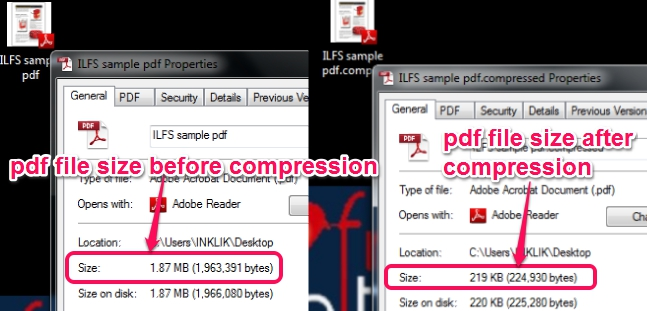 ILFS sample
pdf
ILFS sample pdf Properties
General
PDF
Security
Details
Previous Version
PDF
ILFS sample pdf
pdf file size before compression
Type of file:
Adobe Acrobat Document (.pdf)
Opens with:
Adobe Reader
Location:
\Users\INKLIK\Desktop
Size:
1.87 MB (1,963,391 bytes)
Size on disk:
1.87 MB (1,966,080 bytes)
ILFS sample
pdf.comp
ILFS sample pdf.compressed Properties
General
PDF
Security
Details
Previous Version
PDF
pdf file size after
compression
Type of file:
Adobe Acrobat Document (.pdf)
Opens with:
Adobe Reader
Cha
Location:
C:\Users\INKLIK\Desktop
Size:
219 KB (224,930 bytes)
Size on disk:
220 KB (225,280 bytes)